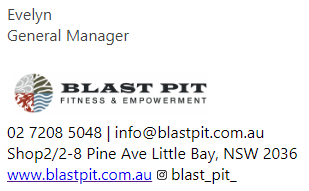 Evelyn
General Manager
BLAST PIT
FITNESS & EMPOWERMENT
02 7208 5048 | info@blastpit.com.au
Shop2/2-8 Pine Ave Little Bay, NSW 2036
www.blastpit.com.au blast_pit_